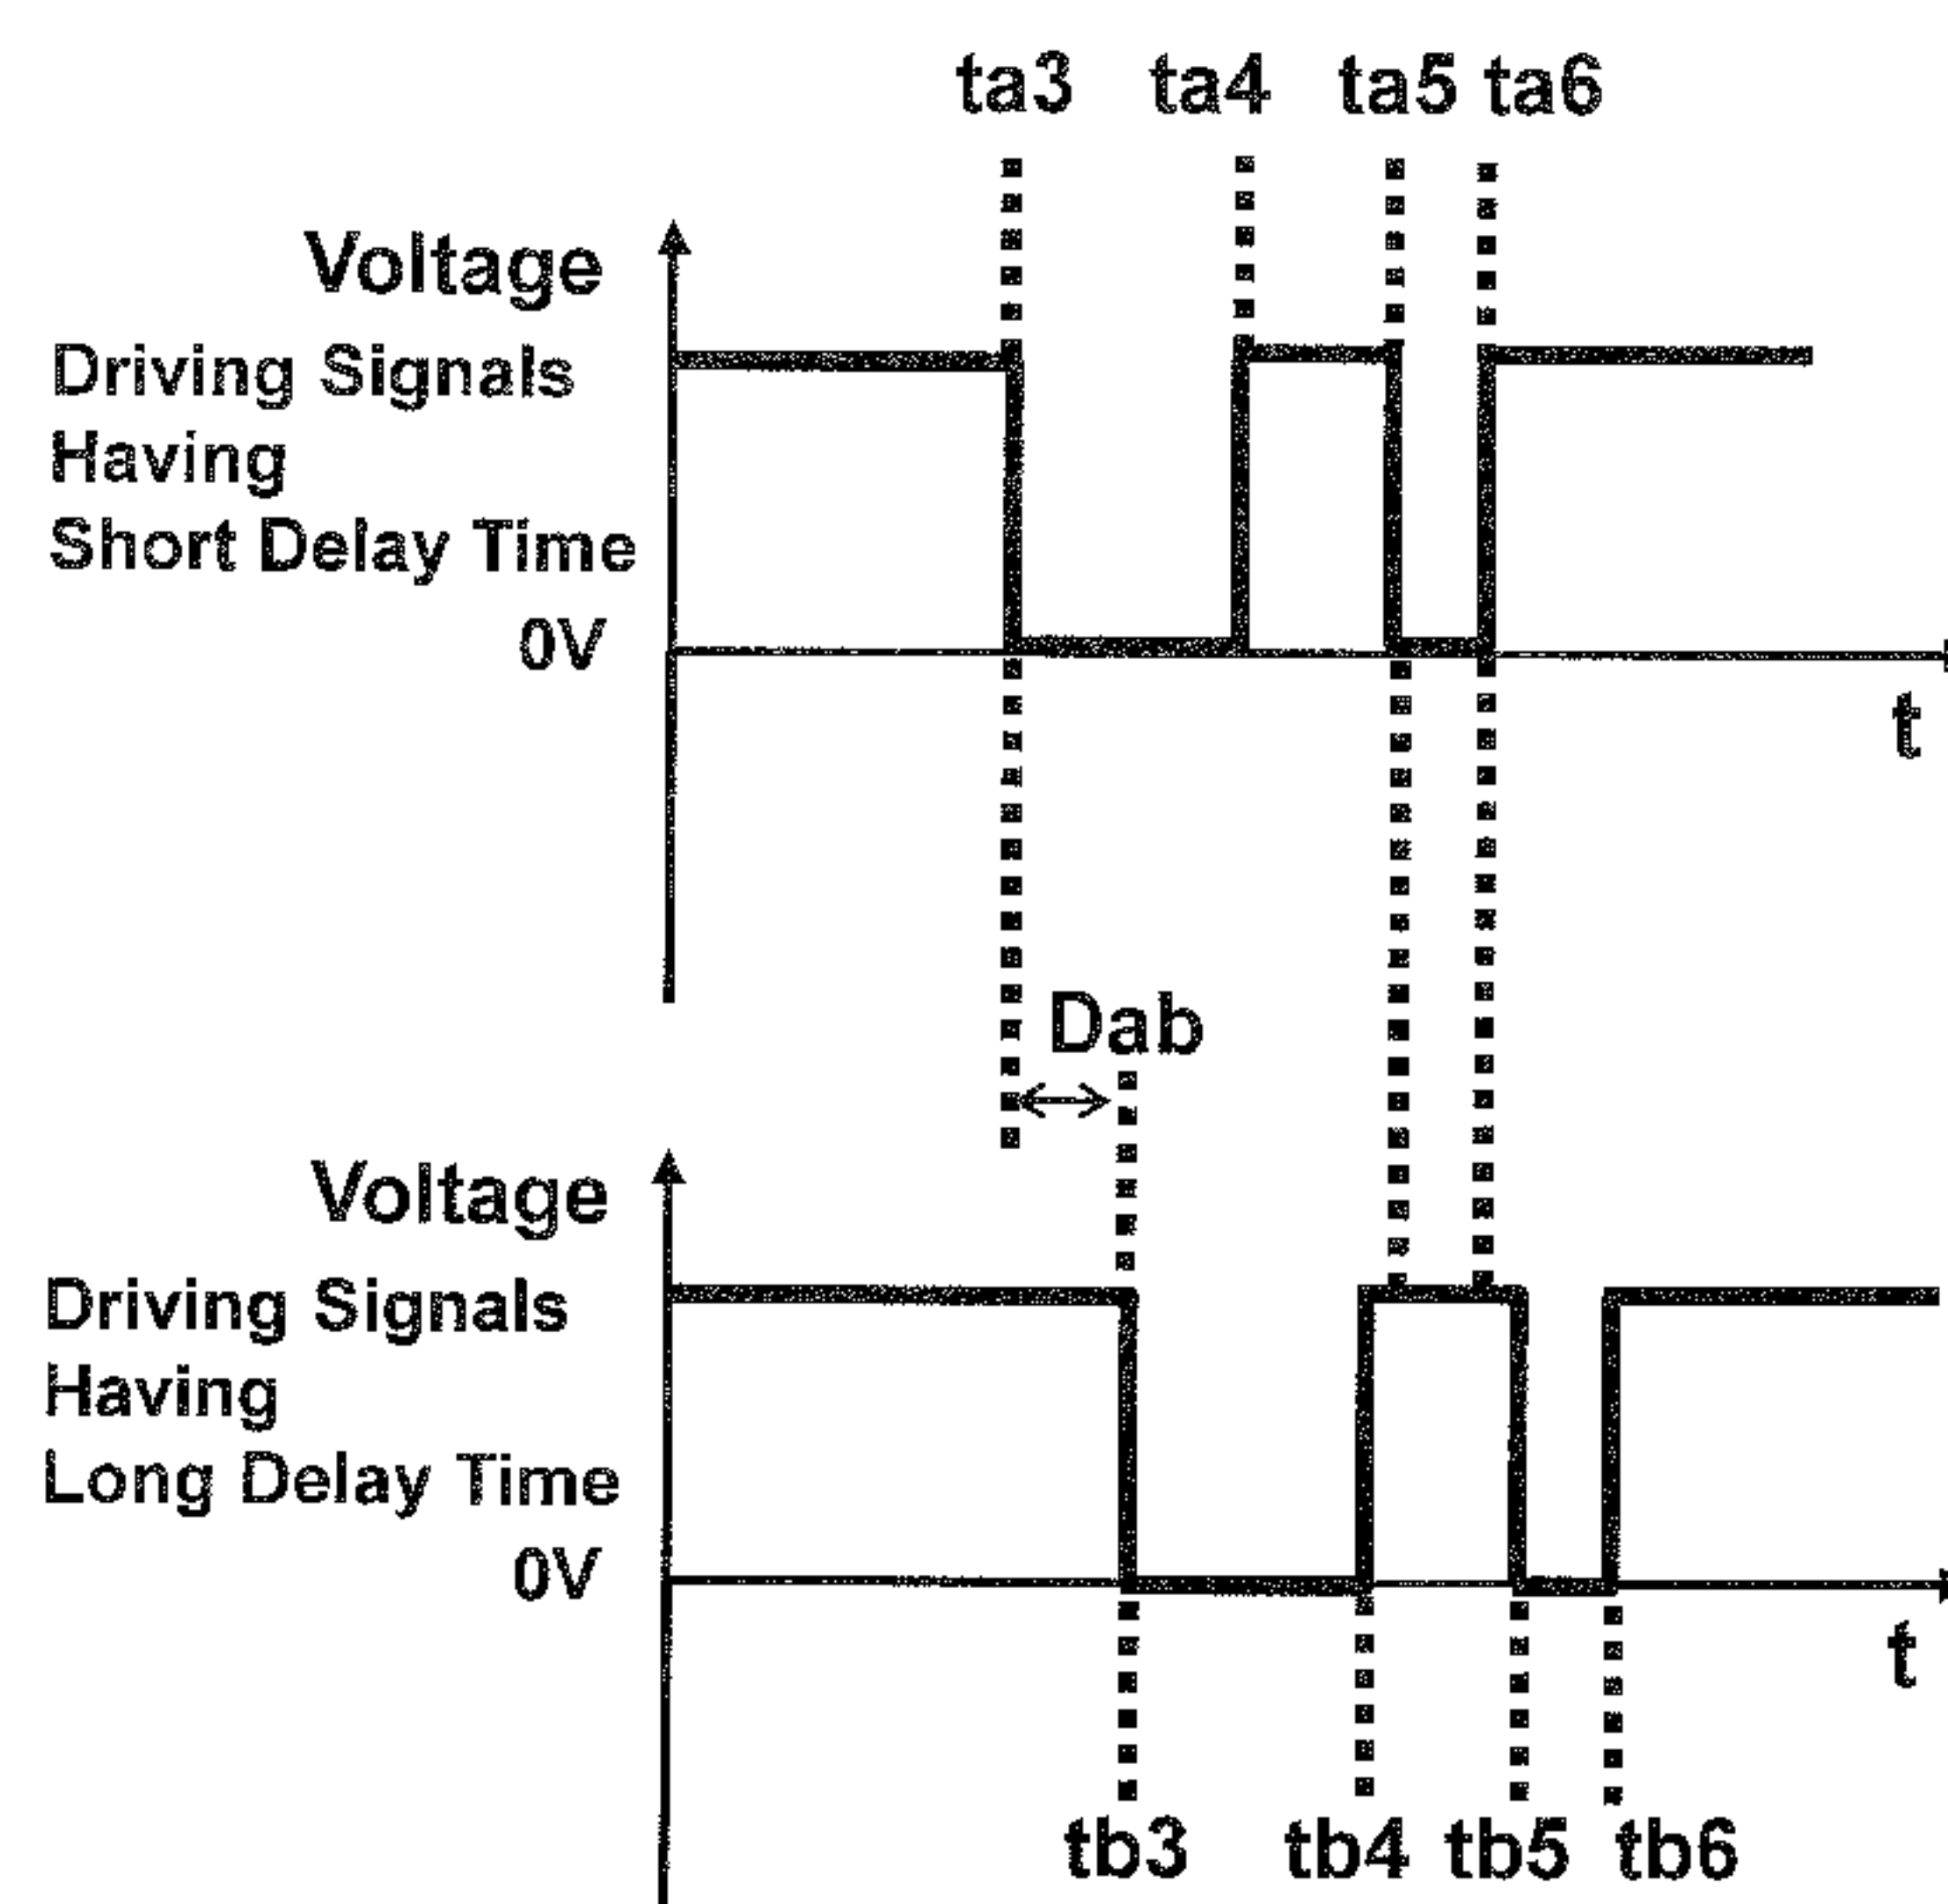 ta3 ta4 ta5 ta6
Voltage
Driving Signals
Having
Short Delay Time
0V
t
Dab
Voltage
Driving Signals
Having
Long Delay Time
0V
t
tb3 tb4 tb5 tb6